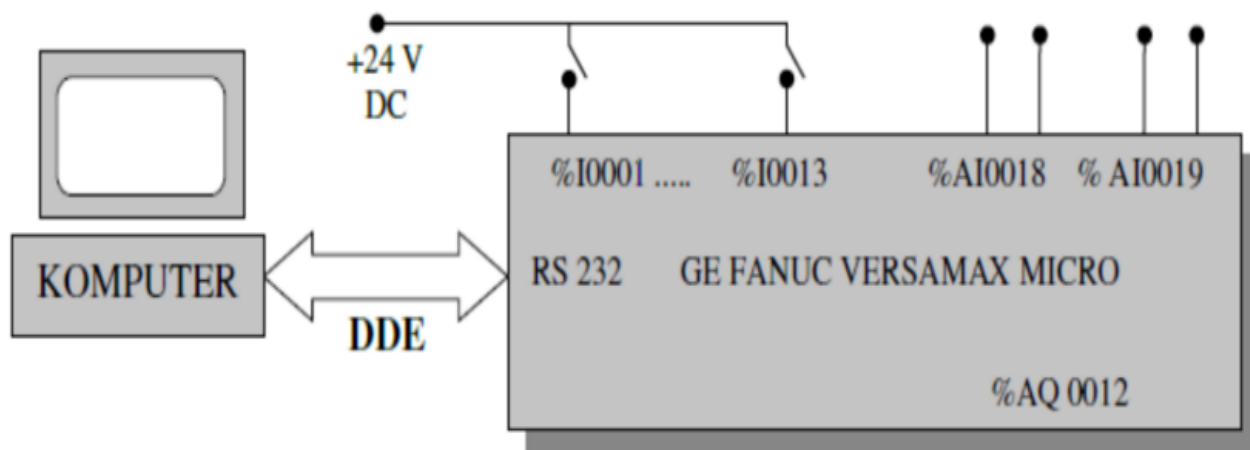 +24 V
DC
%I0001 ..... %I0013 %AI0018 % AI0019
KOMPUTER
RS 232 GE FANUC VERSAMAX MICRO
DDE
%AQ 0012